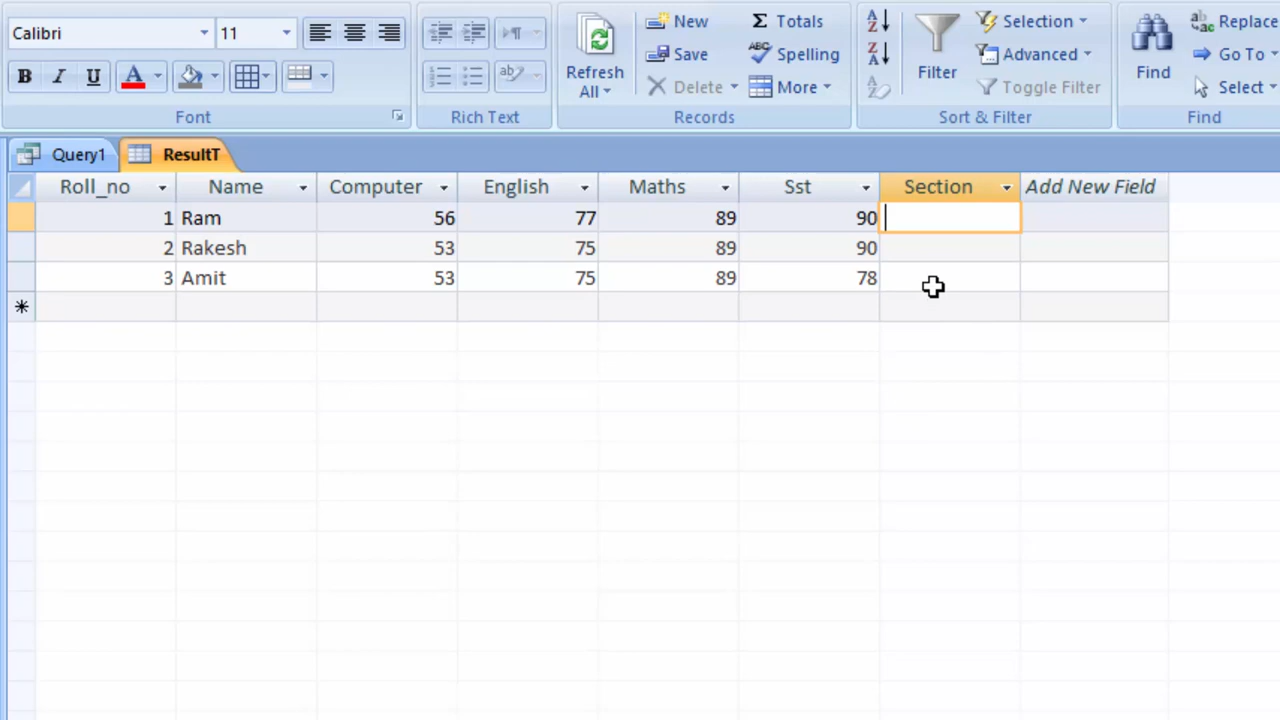 Calibri 11
B I U A
Font
Rich Text
Refresh All
New
Save
Delete
Σ Totals
ABC Spelling
More
Records
A Z
Z A
A Z
Filter
Selection
Advanced
Toggle Filter
Sort & Filter
Find
Replace
Go To
Select
Find
Query1 ResultT
Roll_no Name Computer English Maths Sst Section Add New Field
1 Ram 56 77 89 90
2 Rakesh 53 75 89 90
3 Amit 53 75 89 78